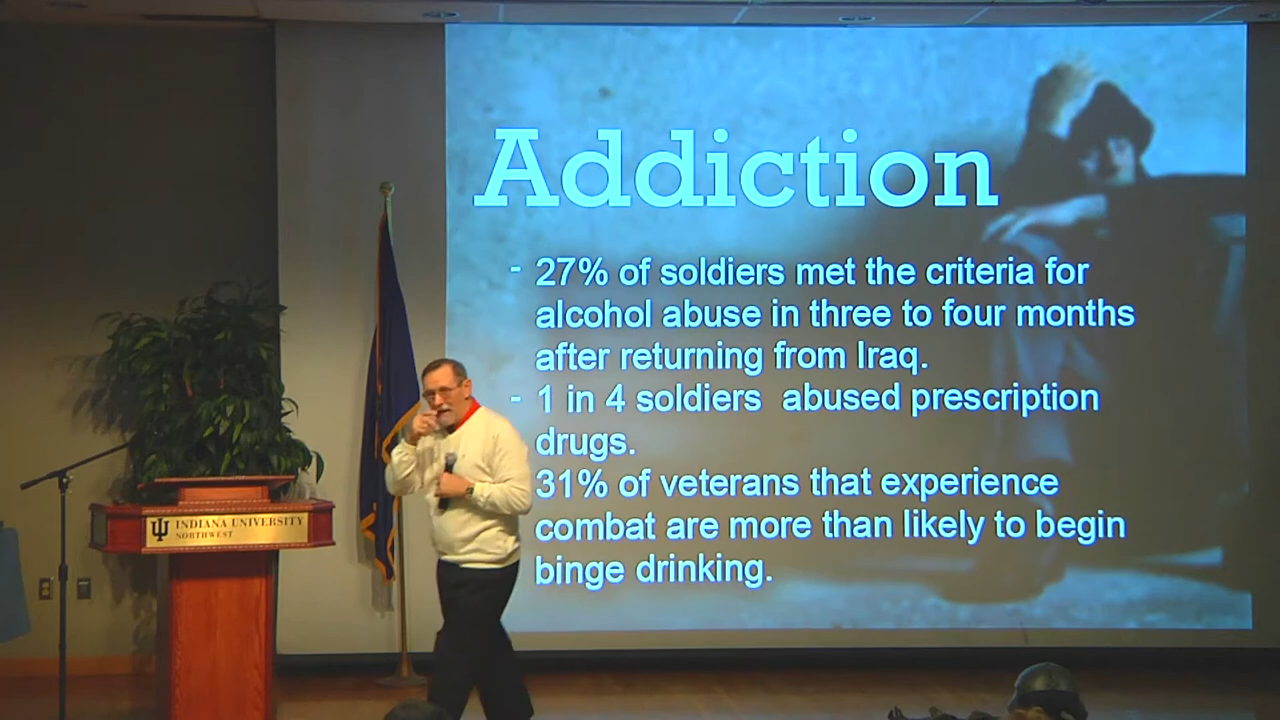 Addiction
- 27% of soldiers met the criteria for
alcohol abuse in three to four months
after returning from Iraq.
- 1 in 4 soldiers abused prescription
drugs.
31% of veterans that experience
combat are more than likely to begin
binge drinking.
INDIANA UNIVERSITY
NORTHWEST